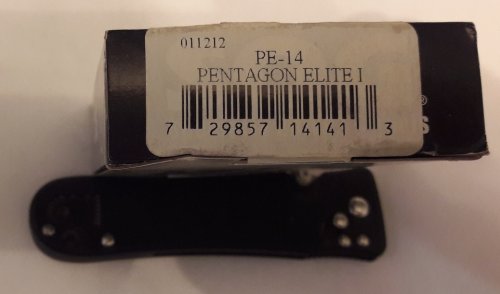 011212
PE-14
PENTAGON ELITE I
7 29857 14141 3
®